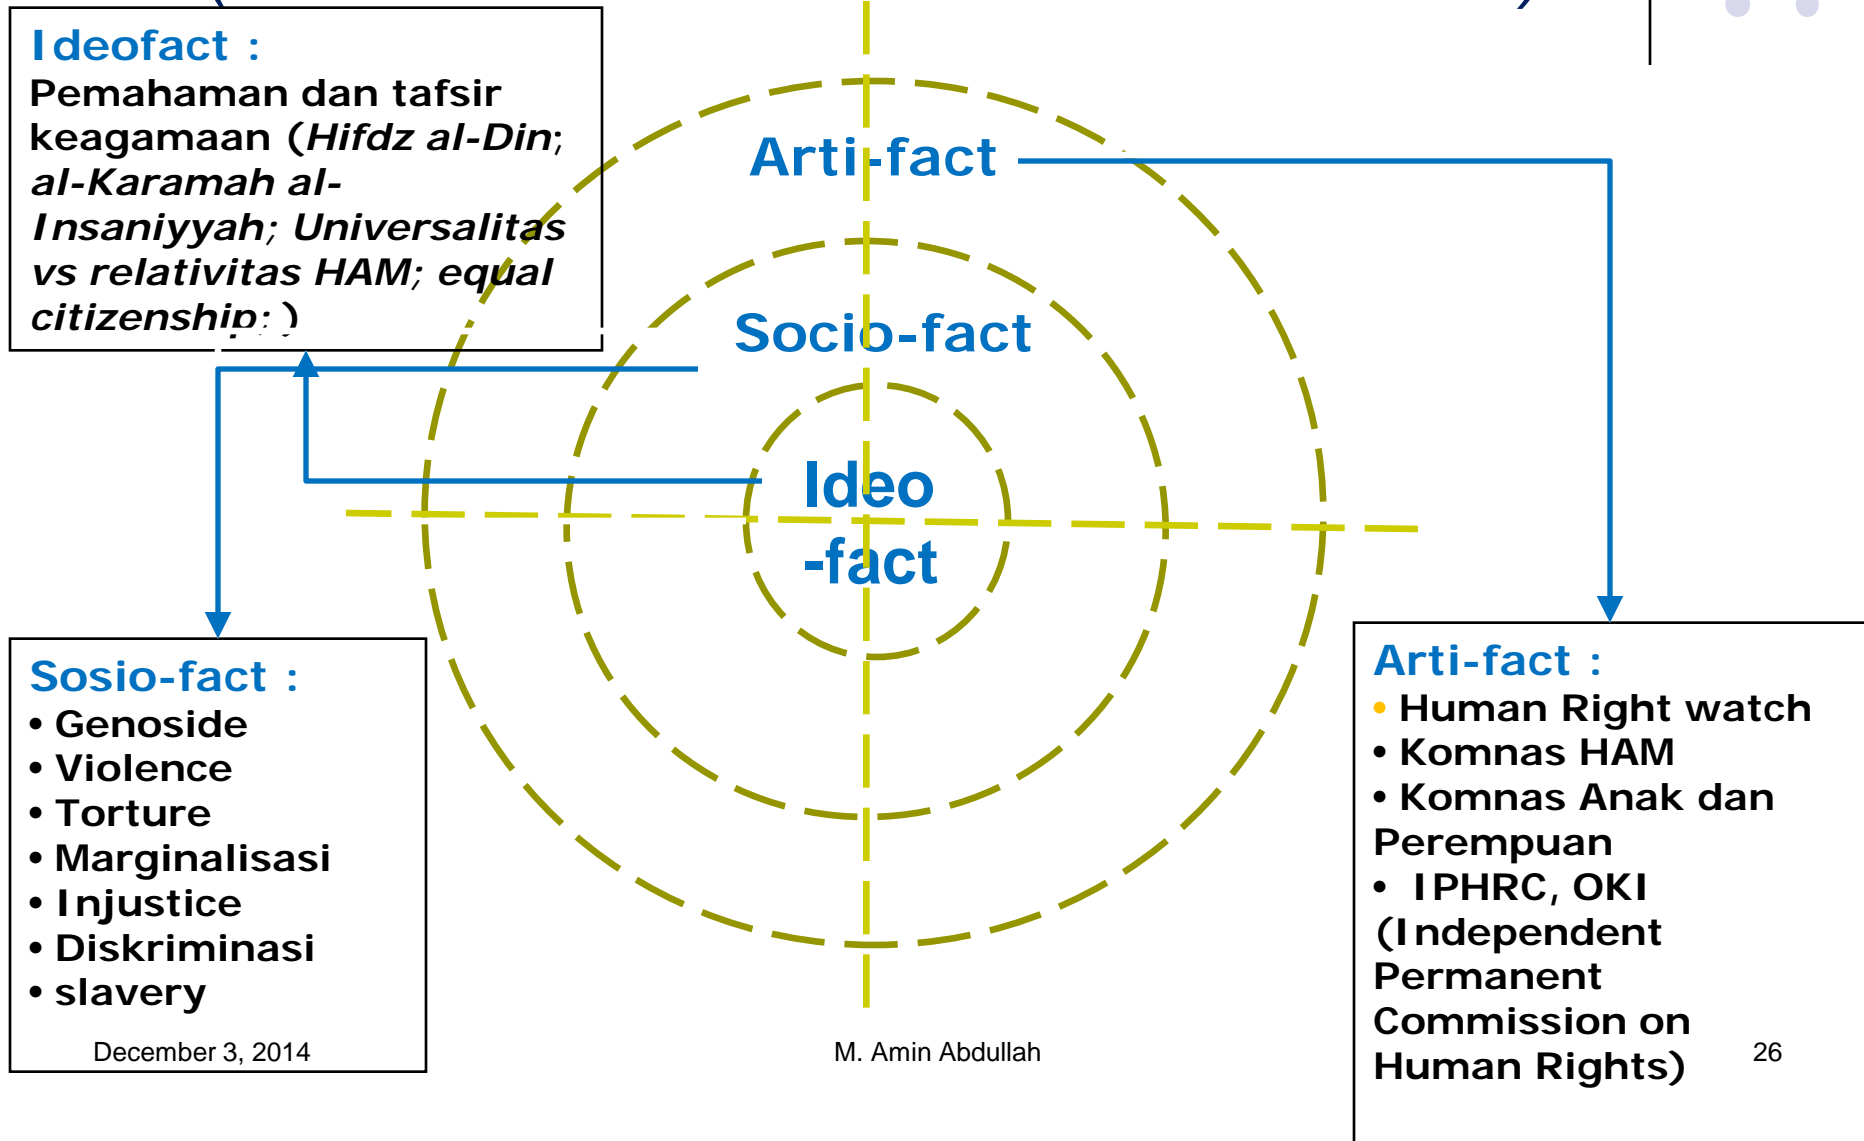 Ideofact :
Pemahaman dan tafsir
keagamaan (Hifdz al-Din;
al-Karamah al-
Insaniyyah; Universalitas
vs relativitas HAM; equal
citizenship; )
Arti-fact
Socio-fact
Ideo
-fact
Sosio-fact :
• Genoside
• Violence
• Torture
• Marginalisasi
• Injustice
• Diskriminasi
• slavery
Arti-fact :
• Human Right watch
• Komnas HAM
• Komnas Anak dan
Perempuan
• IPHRC, OKI
(Independent
Permanent
Commission on
Human Rights)
December 3, 2014
M. Amin Abdullah
26